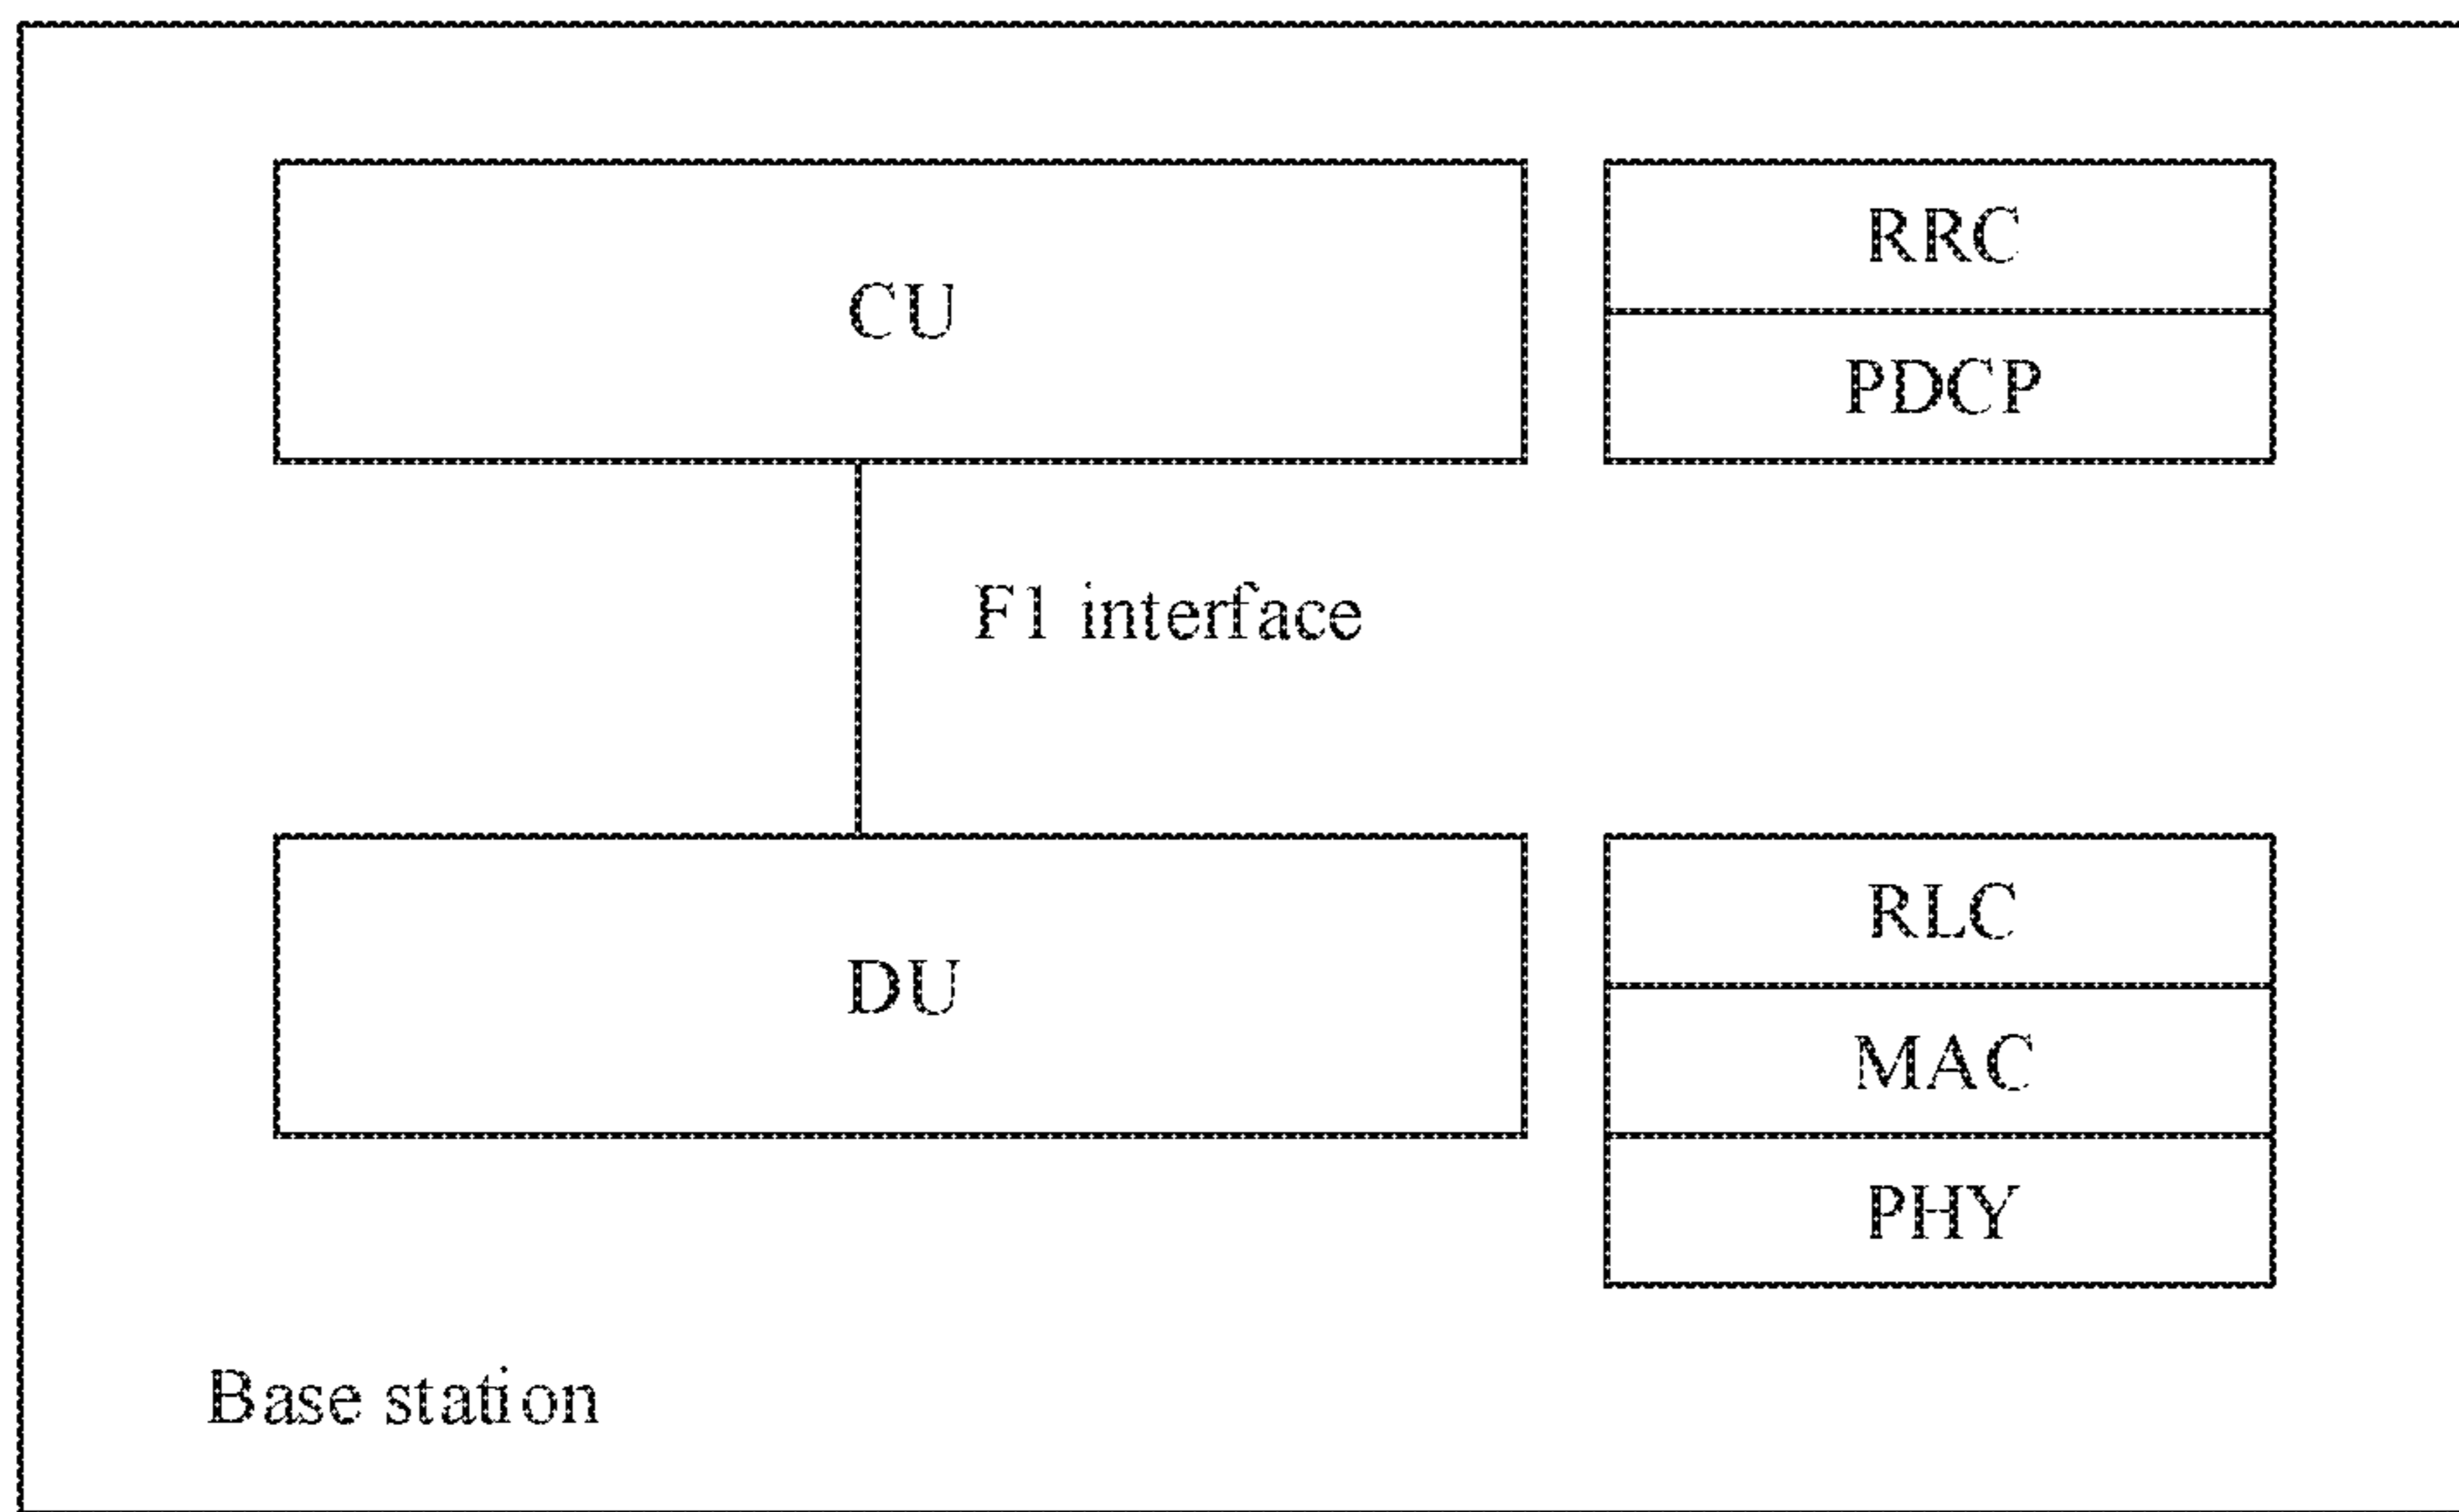 CU
RRC
PDCP
F1 interface
DU
RLC
MAC
PHY
Base station